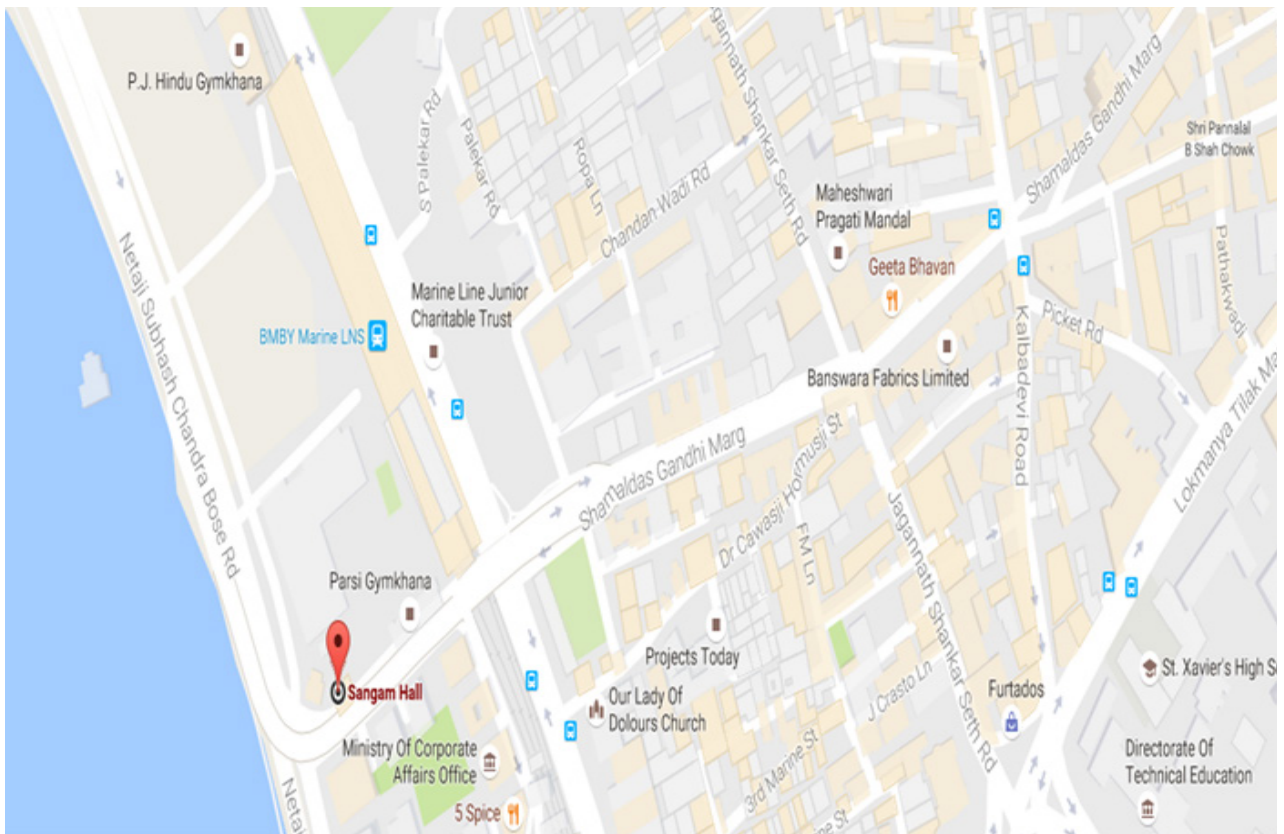 P.J. Hindu Gymkhana
Netaji Subhash Chandra Bose Rd
S Palekar Rd
Palekar Rd
Ropa Ln
Chandan Wadi Rd
Jagannath Shankar Seth Rd
Maheshwari
Pragati Mandal
Geeta Bhavan
Shamaldas Gandhi Marg
Shri Pannalal
B Shah Chowk
Pathakwadi
Marine Line Junior
Charitable Trust
BMBY Marine LNS
Picket Rd
Kalbadevi Road
Banswara Fabrics Limited
Lokmanya Tilak Ma
Shamaldas Gandhi Marg
Dr Cawasji Hormusji St
FM Ln
Jagannath Shankar Seth Rd
Parsi Gymkhana
Sangam Hall
Projects Today
Our Lady Of
Dolours Church
J Crasto Ln
Furtados
St. Xavier's High S
Ministry Of Corporate
Affairs Office
3rd Marine St
Directorate Of
Technical Education
5 Spice
Netaji
ine St